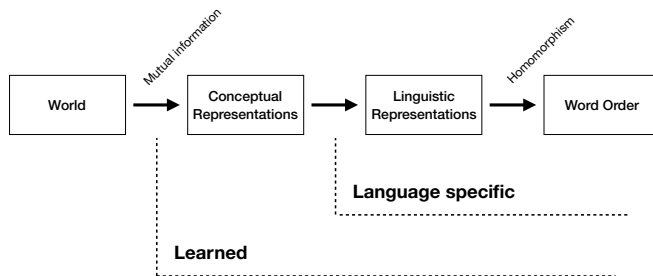 Mutual information
Homomorphism
World
Conceptual
Representations
Linguistic
Representations
Word Order
Language specific
Learned